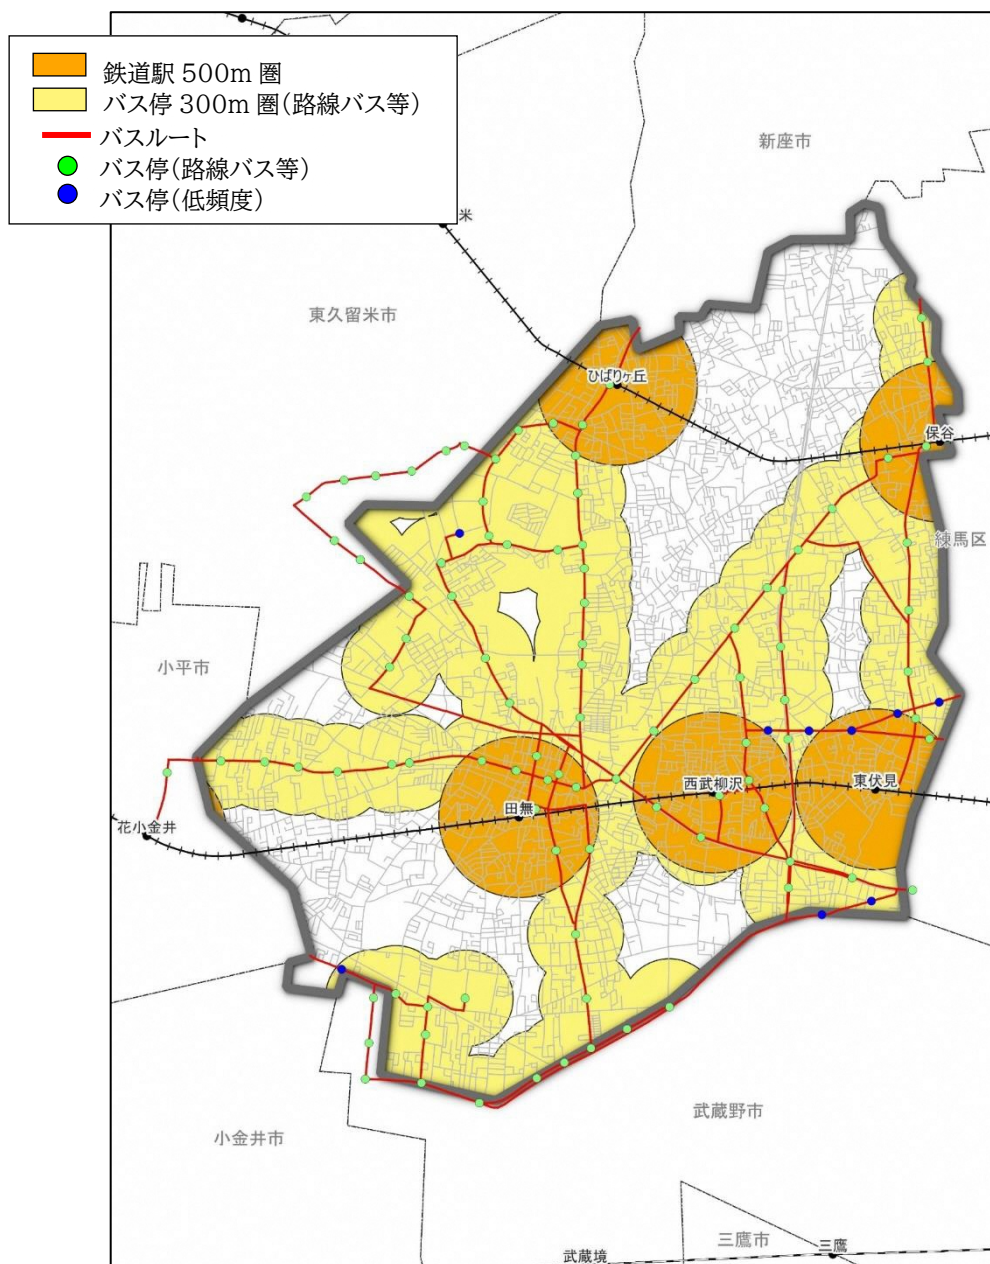 鉄道駅 500m 圏
バス停 300m 圏(路線バス等)
バスルート
バス停(路線バス等)
バス停(低頻度)
新座市
米
東久留米市
ひばりヶ丘
保谷
練馬区
小平市
西武柳沢
東伏見
田無
花小金井
武蔵野市
小金井市
三鷹市
三鷹
武蔵境